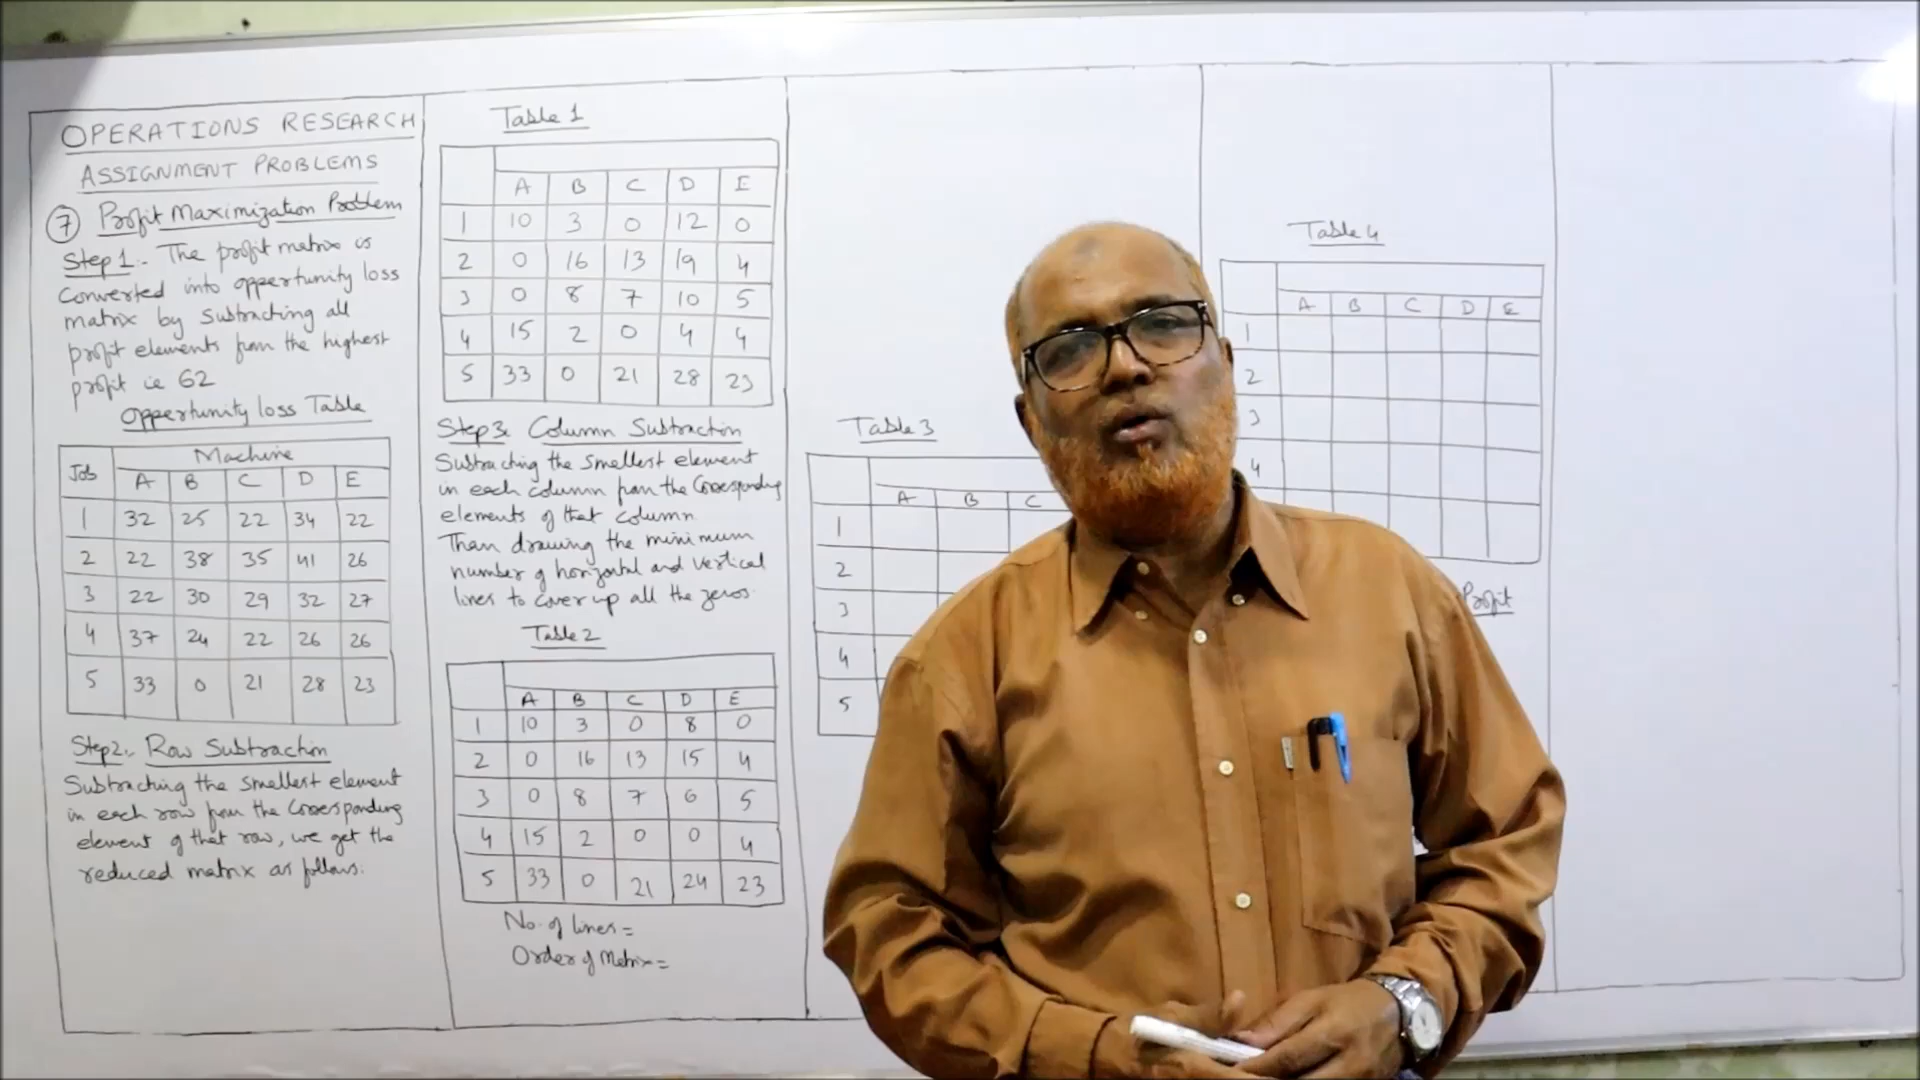 OPERATIONS RESEARCH
ASSIGNMENT PROBLEMS
7 Profit Maximization Problem
Step 1:- The profit matrix is
converted into oppertunity loss
matrix by subtracting all
profit elements from the highest
profit ie 62
Oppertunity loss Table
Job Machine
A B C D E
1 32 25 22 34 22
2 22 38 35 41 26
3 22 30 29 32 27
4 37 24 22 26 26
5 33 0 21 28 23
Step 2:- Row Subtraction
Subtracting the smallest element
in each row from the Corresponding
element of that row, we get the
reduced matrix as follows:
Table 1
A B C D E
1 10 3 0 12 0
2 0 16 13 19 4
3 0 8 7 10 5
4 15 2 0 4 4
5 33 0 21 28 23
Step 3: Column Subtraction
Subtracting the smallest element
in each column from the Corresponding
elements of that column.
Than drawing the minimum
number of horizontal and vertical
lines to cover up all the zeros.
Table 2
A B C D E
1 10 3 0 8 0
2 0 16 13 15 4
3 0 8 7 6 5
4 15 2 0 0 4
5 33 0 21 24 23
No. of lines =
Order of Matrix =
Table 3
A B C
1
2
3
4
5
Table 4
A B C D E
1
2
3
4
Profit